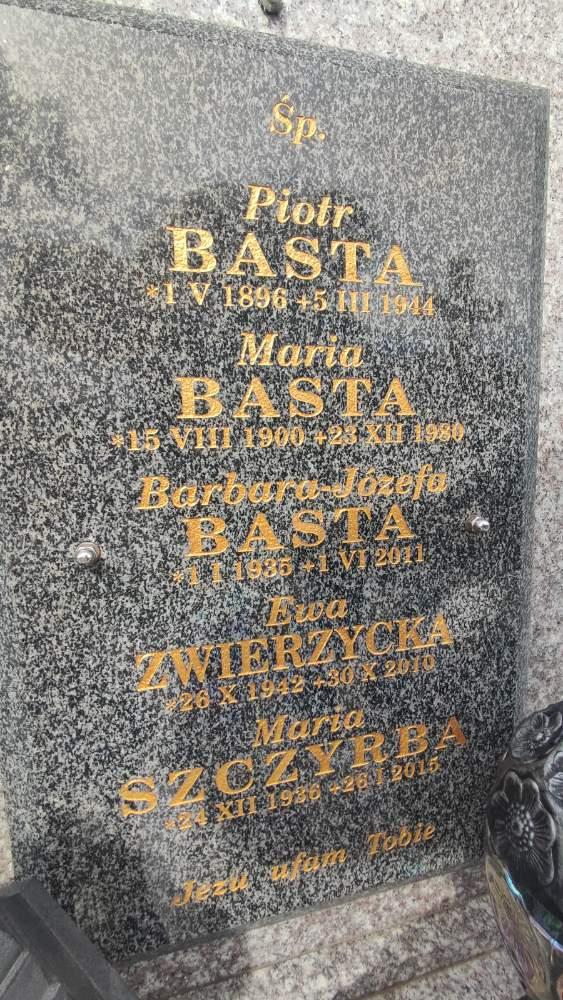 Śp.
Piotr
BASTA
*1 V 1896 +5 III 1944
Maria
BASTA
*15 VIII 1900 +23 XII 1980
Barbara-Józefa
BASTA
*1 I 1935 +1 VI 2011
Ewa
ZWIERZYCKA
*26 X 1942 +30 X 2010
Maria
SZCZYRBA
*24 XII 1936 +26 I 2015
Jezu ufam Tobie